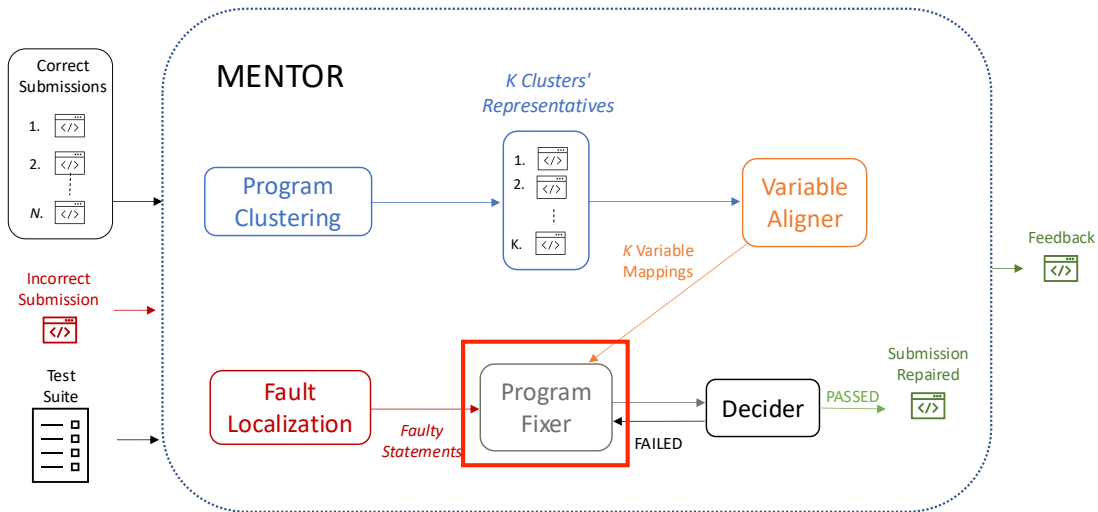 Correct
Submissions
1.
</>
2.
</>
N.
</>
Incorrect
Submission
</>
Test
Suite
MENTOR
K Clusters'
Representatives
1.
</>
2.
</>
K.
</>
Program
Clustering
Variable
Aligner
K Variable
Mappings
Fault
Localization
Faulty
Statements
Program
Fixer
FAILED
Decider
PASSED
Submission
Repaired
</>
Feedback
</>